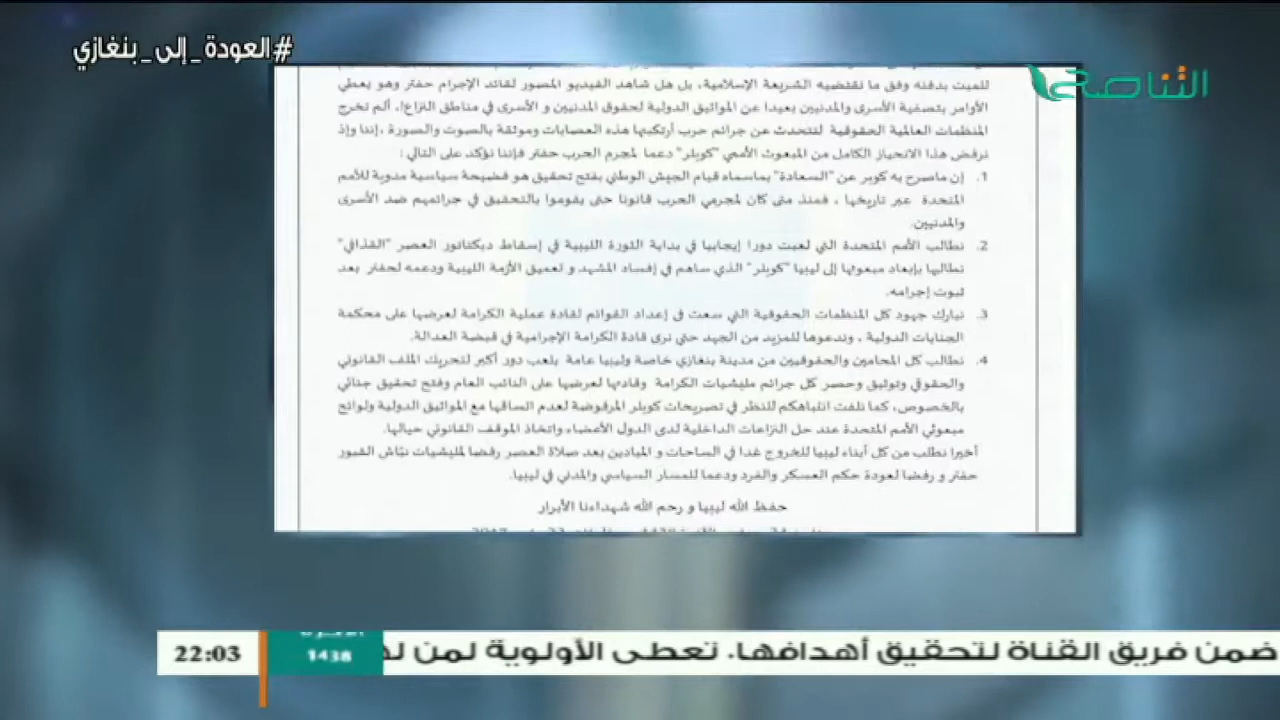 #العودة_إلى_بنغازي
التناصح
للميت بدفنه وفق ما تقتضيه الشريعة الإسلامية، بل هل شاهد الفيديو المصور لقائد الإجرام حفتر وهو يعطي
الأوامر بتصفية الأسرى والمدنيين بعيدا عن المواثيق الدولية لحقوق المدنيين و الأسرى في مناطق النزاع!، ألم تخرج
المنظمات العالمية الحقوقية لتتحدث عن جرائم حرب أرتكبتها هذه العصابات وموثقة بالصوت والصورة ، إننا وإذ
نرفض هذا الانحياز الكامل من المبعوث الأممي "كوبلر" دعما لمجرم الحرب حفتر فإننا نؤكد على التالي :
1. إن ماصرح به كوبر عن "السعادة" بماسماه قيام الجيش الوطني بفتح تحقيق هو فضيحة سياسية مدوية للأمم
المتحدة عبر تاريخها ، فمنذ متى كان لمجرمي الحرب قانونا حتى يقوموا بالتحقيق في جرائمهم ضد الأسرى
والمدنيين.
2. نطالب الأمم المتحدة التي لعبت دورا إيجابيا في بداية الثورة الليبية في إسقاط ديكتاتور العصر "القذافي"
نطالبها بإبعاد مبعوثها إلى ليبيا "كوبلر" الذي ساهم في إفساد المشهد و تعميق الأزمة الليبية ودعمه لحفتر بعد
ثبوت إجرامه.
3. نبارك جهود كل المنظمات الحقوقية التي سعت في إعداد القوائم لقادة عملية الكرامة لعرضها على محكمة
الجنايات الدولية ، وندعوها للمزيد من الجهد حتى نرى قادة الكرامة الإجرامية في قبضة العدالة.
4. نطالب كل المحامين والحقوقيين من مدينة بنغازي خاصة وليبيا عامة بلعب دور أكبر لتحريك الملف القانوني
والحقوقي وتوثيق وحصر كل جرائم مليشيات الكرامة وقادتها لعرضها على النائب العام وفتح تحقيق جنائي
بالخصوص، كما نلفت انتباهكم للنظر في تصريحات كوبلر المرفوضة لعدم اتساقها مع المواثيق الدولية ولوائح
مبعوثي الأمم المتحدة عند حل النزاعات الداخلية لدى الدول الأعضاء واتخاذ الموقف القانوني حيالها.
أخيرا نطلب من كل أبناء ليبيا للخروج غدا في الساحات و الميادين بعد صلاة العصر رفضا لمليشيات نبّاش القبور
حفتر و رفضا لعودة حكم العسكر والفرد ودعما للمسار السياسي والمدني في ليبيا.
حفظ الله ليبيا و رحم الله شهداءنا الأبرار
ضمن فريق القناة لتحقيق أهدافها. تعطى الأولوية لمن
1438
22:03